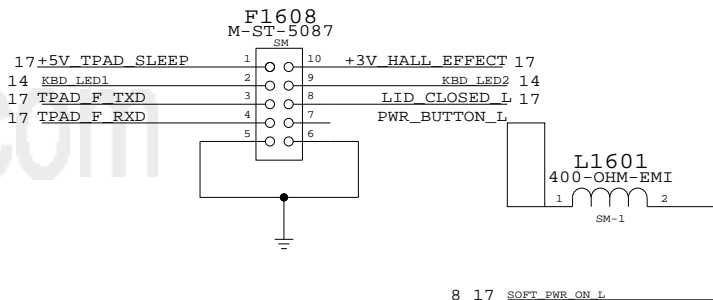 F1608
M-ST-5087
SM
17 +5V_TPAD_SLEEP 1 10 +3V_HALL_EFFECT 17
14 KBD_LED1 2 9 KBD_LED2 14
17 TPAD_F_TXD 3 8 LID_CLOSED_L 17
17 TPAD_F_RXD 4 7 PWR_BUTTON_L
5 6
com
L1601
400-OHM-EMI
1 2
SM-1
8 17 SOFT_PWR_ON_L